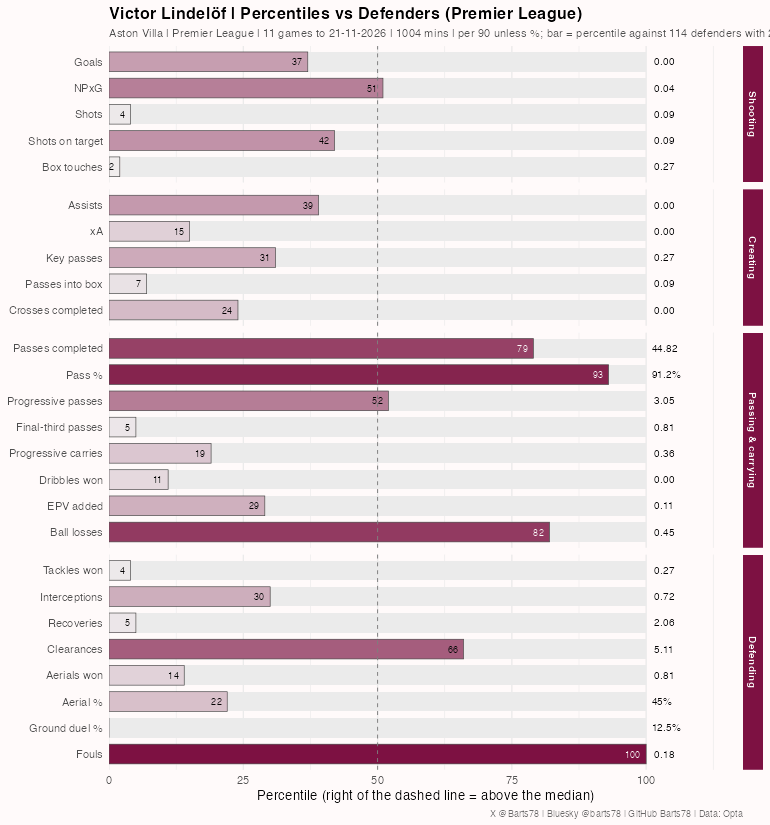 Victor Lindelöf | Percentiles vs Defenders (Premier League)
Aston Villa | Premier League | 11 games to 21-11-2026 | 1004 mins | per 90 unless %; bar = percentile against 114 defenders with
Shooting
Goals 37 0.00
NPxG 51 0.04
Shots 4 0.09
Shots on target 42 0.09
Box touches 2 0.27
Creating
Assists 39 0.00
xA 15 0.00
Key passes 31 0.27
Passes into box 7 0.09
Crosses completed 24 0.00
Passing & carrying
Passes completed 79 44.82
Pass % 93 91.2%
Progressive passes 52 3.05
Final-third passes 5 0.81
Progressive carries 19 0.36
Dribbles won 11 0.00
EPV added 29 0.11
Ball losses 82 0.45
Defending
Tackles won 4 0.27
Interceptions 30 0.72
Recoveries 5 2.06
Clearances 66 5.11
Aerials won 14 0.81
Aerial % 22 45%
Ground duel % 12.5%
Fouls 100 0.18
0 25 50 75 100
Percentile (right of the dashed line = above the median)
X @Barts78 | Bluesky @barts78 | GitHub Barts78 | Data: Opta